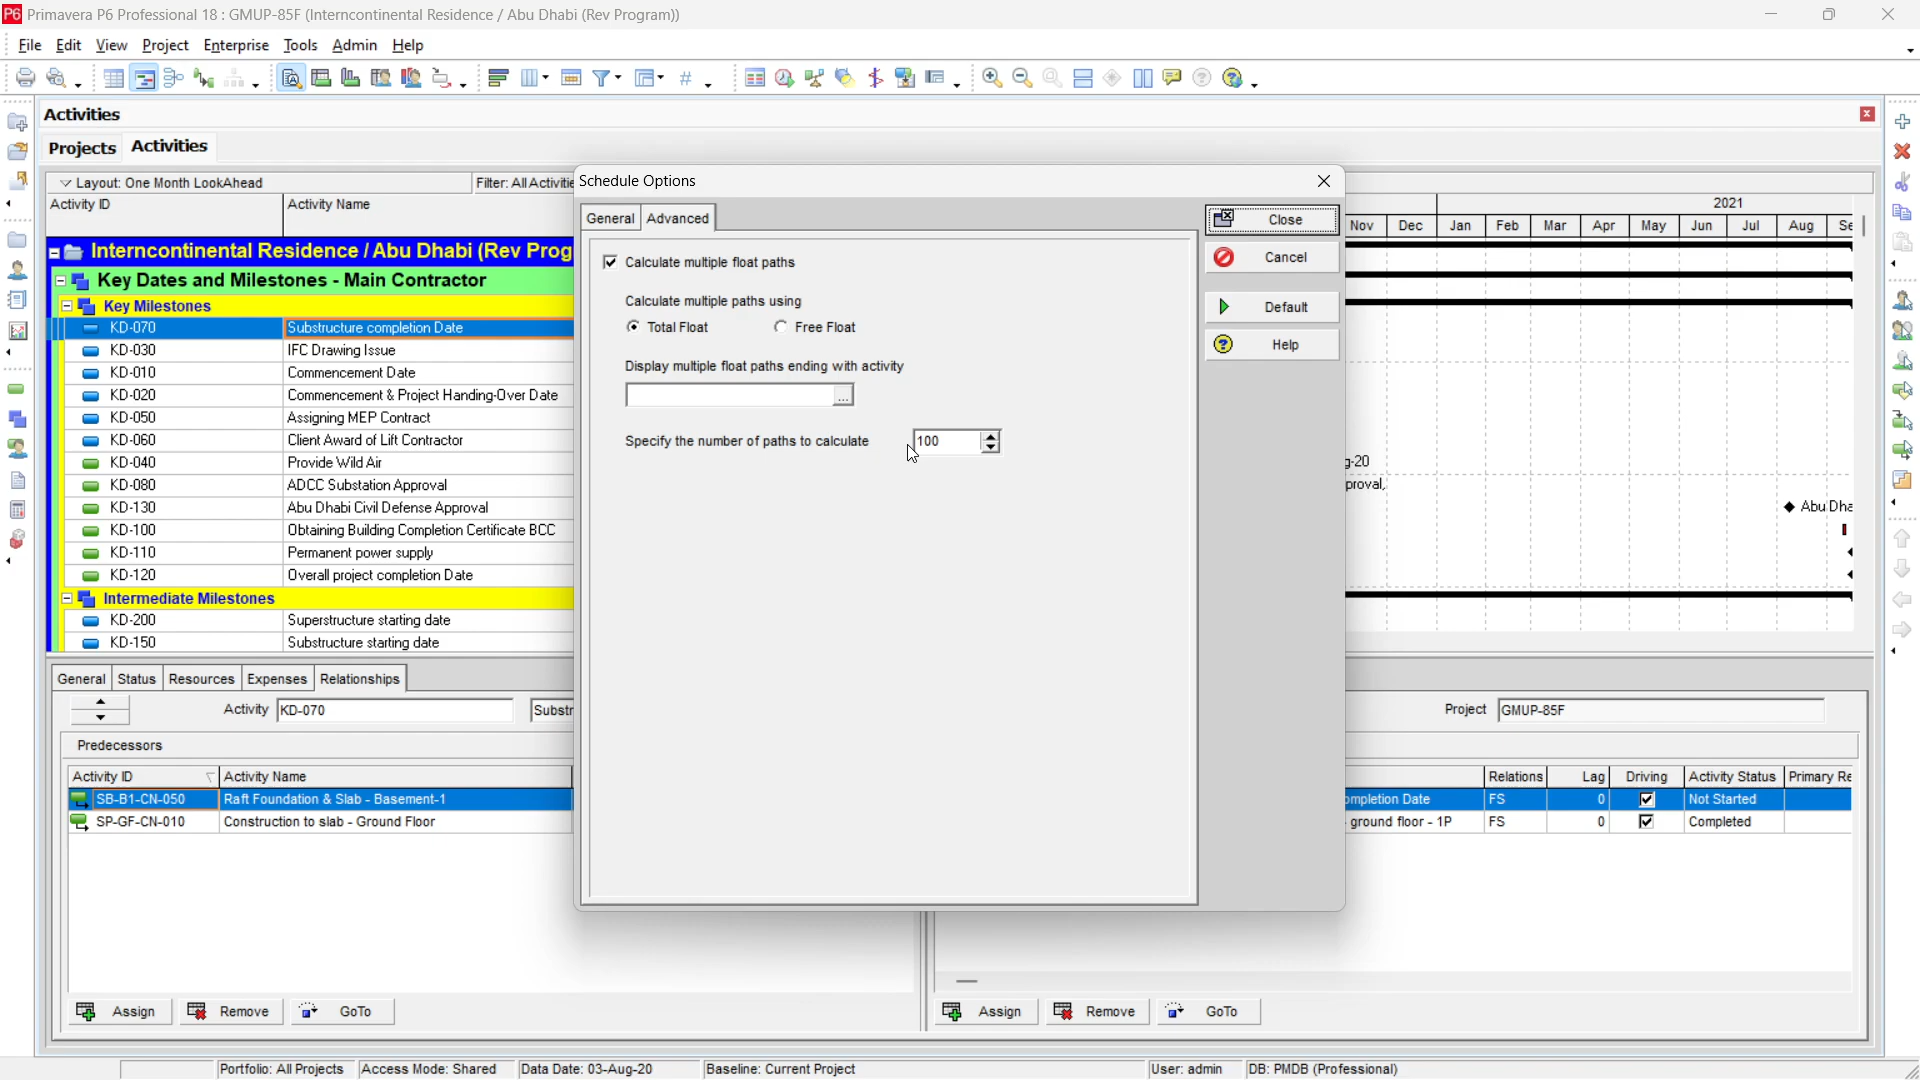 P6 Primavera P6 Professional 18 : GMUP-85F (Interncontinental Residence / Abu Dhabi (Rev Program))
File Edit View Project Enterprise Tools Admin Help
Activities
Projects Activities
Layout: One Month LookAhead Filter: All Activitie
Activity ID Activity Name
Interncontinental Residence / Abu Dhabi (Rev Prog
Key Dates and Milestones - Main Contractor
Key Milestones
KD-070 Substructure completion Date
KD-030 IFC Drawing Issue
KD-010 Commencement Date
KD-020 Commencement & Project Handing-Over Date
KD-050 Assigning MEP Contract
KD-060 Client Award of Lift Contractor
KD-040 Provide Wild Air
KD-080 ADCC Substation Approval
KD-130 Abu Dhabi Civil Defense Approval
KD-100 Obtaining Building Completion Certificate BCC
KD-110 Permanent power supply
KD-120 Overall project completion Date
Intermediate Milestones
KD-200 Superstructure starting date
KD-150 Substructure starting date
Schedule Options
General Advanced
Calculate multiple float paths
Calculate multiple paths using
Total Float Free Float
Display multiple float paths ending with activity
...
Specify the number of paths to calculate 100
Close
Cancel
Default
Help
2021
Nov Dec Jan Feb Mar Apr May Jun Jul Aug Se
g-20
proval,
Abu Dha
General Status Resources Expenses Relationships
Activity KD-070 Substr Project GMUP-85F
Predecessors
Activity ID Activity Name
SB-B1-CN-050 Raft Foundation & Slab - Basement-1
SP-GF-CN-010 Construction to slab - Ground Floor
Relations Lag Driving Activity Status Primary Re
ompletion Date FS 0 Not Started
ground floor - 1P FS 0 Completed
Assign Remove GoTo
Assign Remove GoTo
Portfolio: All Projects Access Mode: Shared Data Date: 03-Aug-20 Baseline: Current Project User: admin DB: PMDB (Professional)